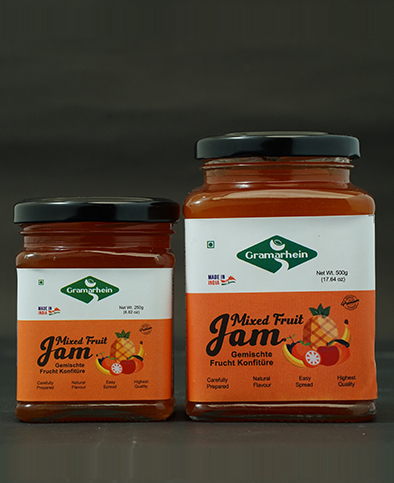 Gramarhein
MADE IN
INDIA
Net Wt. 250g
(8.82 oz)
Mixed Fruit
Jam
Gemischte
Frucht Konfitüre
Carefully Prepared
Natural Flavour
Easy Spread
Highest Quality
Gramarhein
MADE IN
INDIA
Net Wt. 500g
(17.64 oz)
Mixed Fruit
Jam
Gemischte
Frucht Konfitüre
Carefully Prepared
Natural Flavour
Easy Spread
Highest Quality